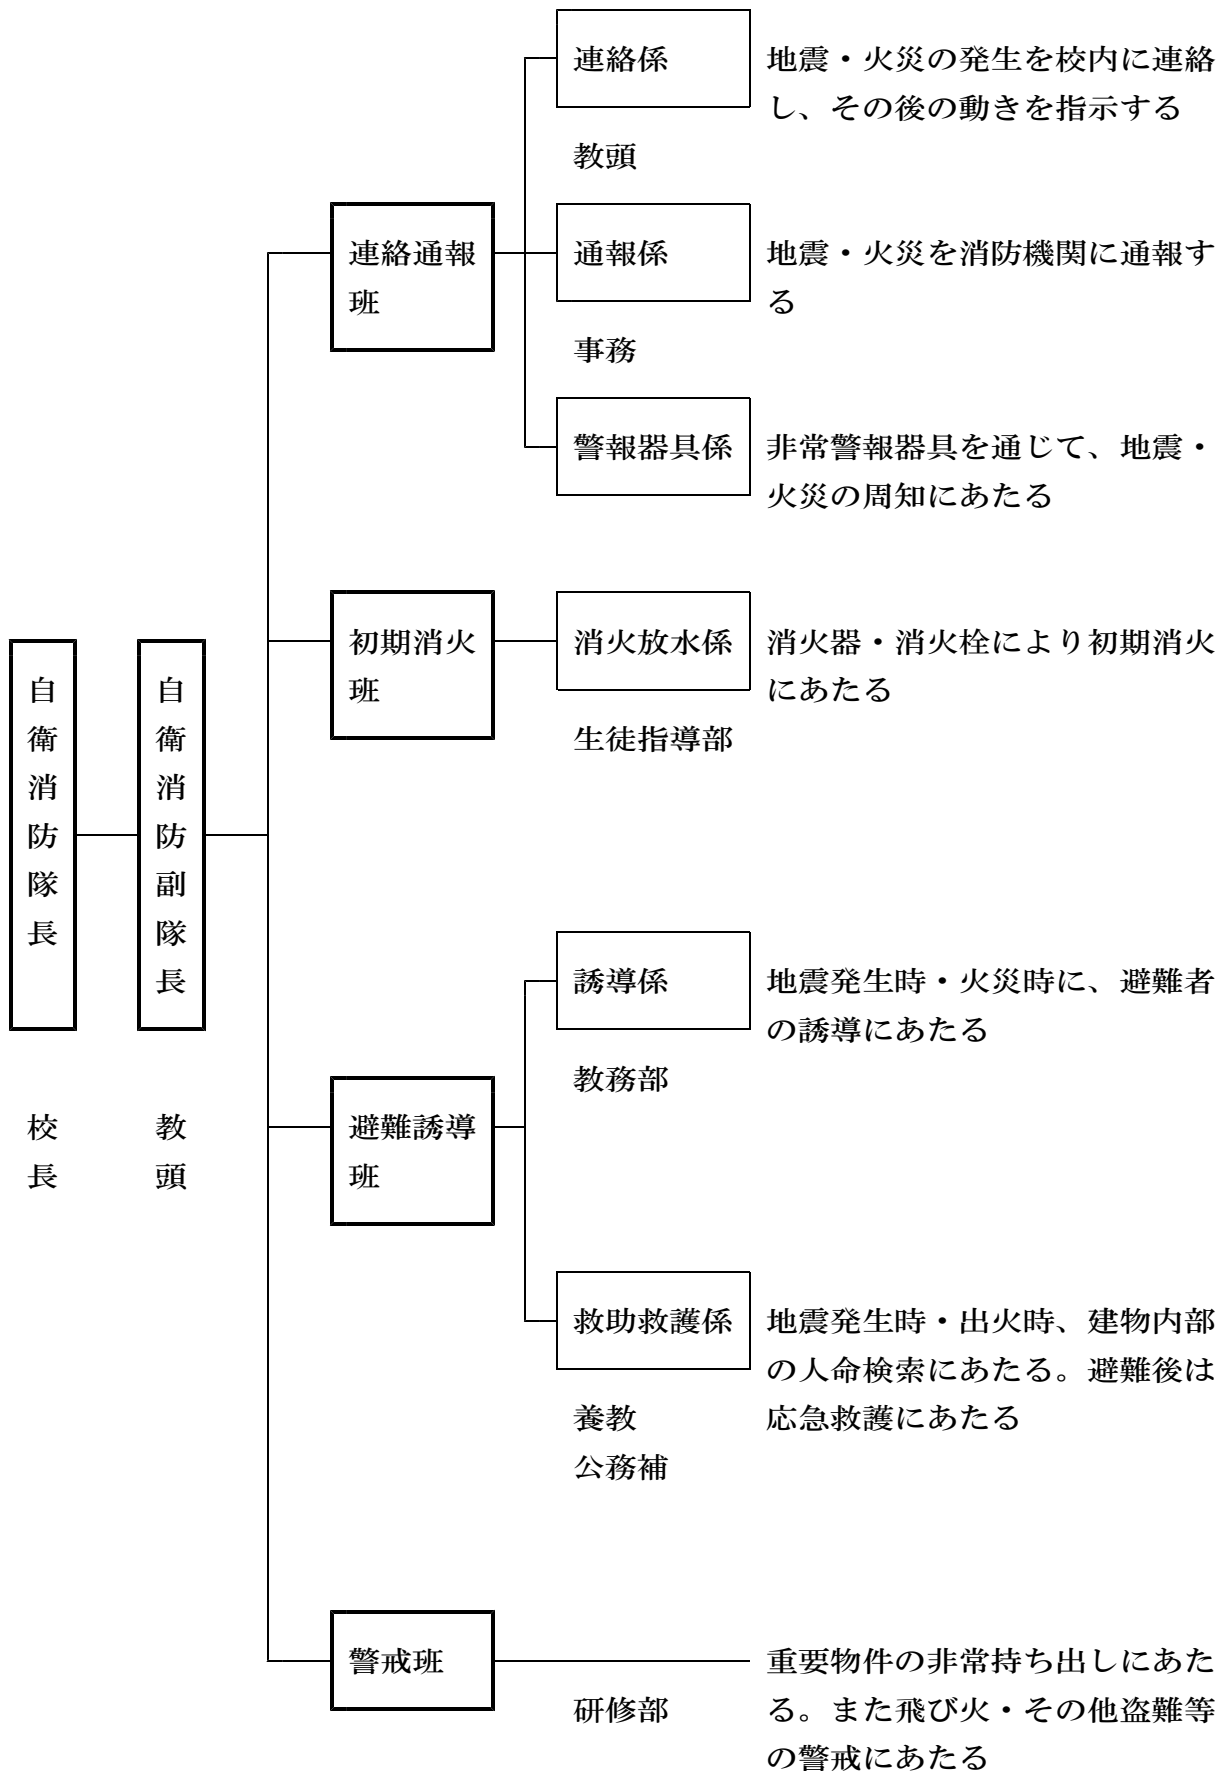 自衛消防隊長
校長
自衛消防副隊長
教頭
連絡通報
班
連絡係
教頭
地震・火災の発生を校内に連絡
し、その後の動きを指示する
通報係
事務
地震・火災を消防機関に通報す
る
警報器具係
非常警報器具を通じて、地震・
火災の周知にあたる
初期消火
班
消火放水係
生徒指導部
消火器・消火栓により初期消火
にあたる
避難誘導
班
誘導係
教務部
地震発生時・火災時に、避難者
の誘導にあたる
救助救護係
養教
公務補
地震発生時・出火時、建物内部
の人命検索にあたる。避難後は
応急救護にあたる
警戒班
研修部
重要物件の非常持ち出しにあた
る。また飛び火・その他盗難等
の警戒にあたる